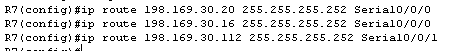 R7(config)#ip route 198.169.30.20 255.255.255.252 Serial0/0/0
R7(config)#ip route 198.169.30.16 255.255.255.252 Serial0/0/0
R7(config)#ip route 198.169.30.112 255.255.255.252 Serial0/0/1
R7(config)#